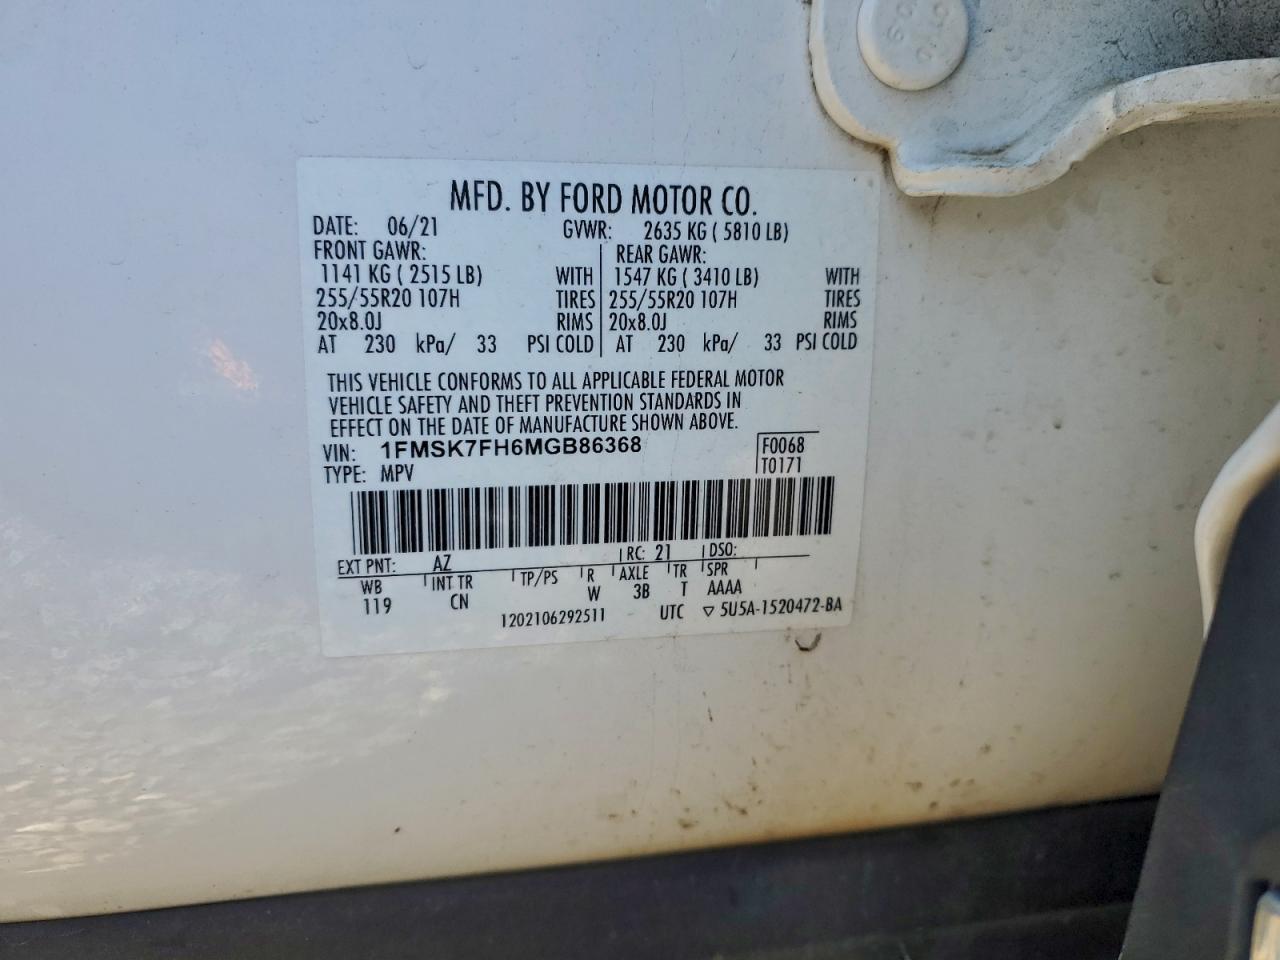 MFD. BY FORD MOTOR CO.
DATE: 06/21 GVWR: 2635 KG ( 5810 LB)
FRONT GAWR: REAR GAWR:
1141 KG ( 2515 LB) WITH 1547 KG ( 3410 LB) WITH
255/55R20 107H TIRES 255/55R20 107H TIRES
20x8.0J RIMS 20x8.0J RIMS
AT 230 kPa/ 33 PSI COLD AT 230 kPa/ 33 PSI COLD
THIS VEHICLE CONFORMS TO ALL APPLICABLE FEDERAL MOTOR
VEHICLE SAFETY AND THEFT PREVENTION STANDARDS IN
EFFECT ON THE DATE OF MANUFACTURE SHOWN ABOVE.
VIN: 1FMSK7FH6MGB86368 F0068
TYPE: MPV T0171
EXT PNT: AZ RC: 21 DSO:
WB INT TR TP/PS R AXLE TR SPR
119 CN W 3B T AAAA
1202106292511 UTC ▽ 5U5A-1520472-BA